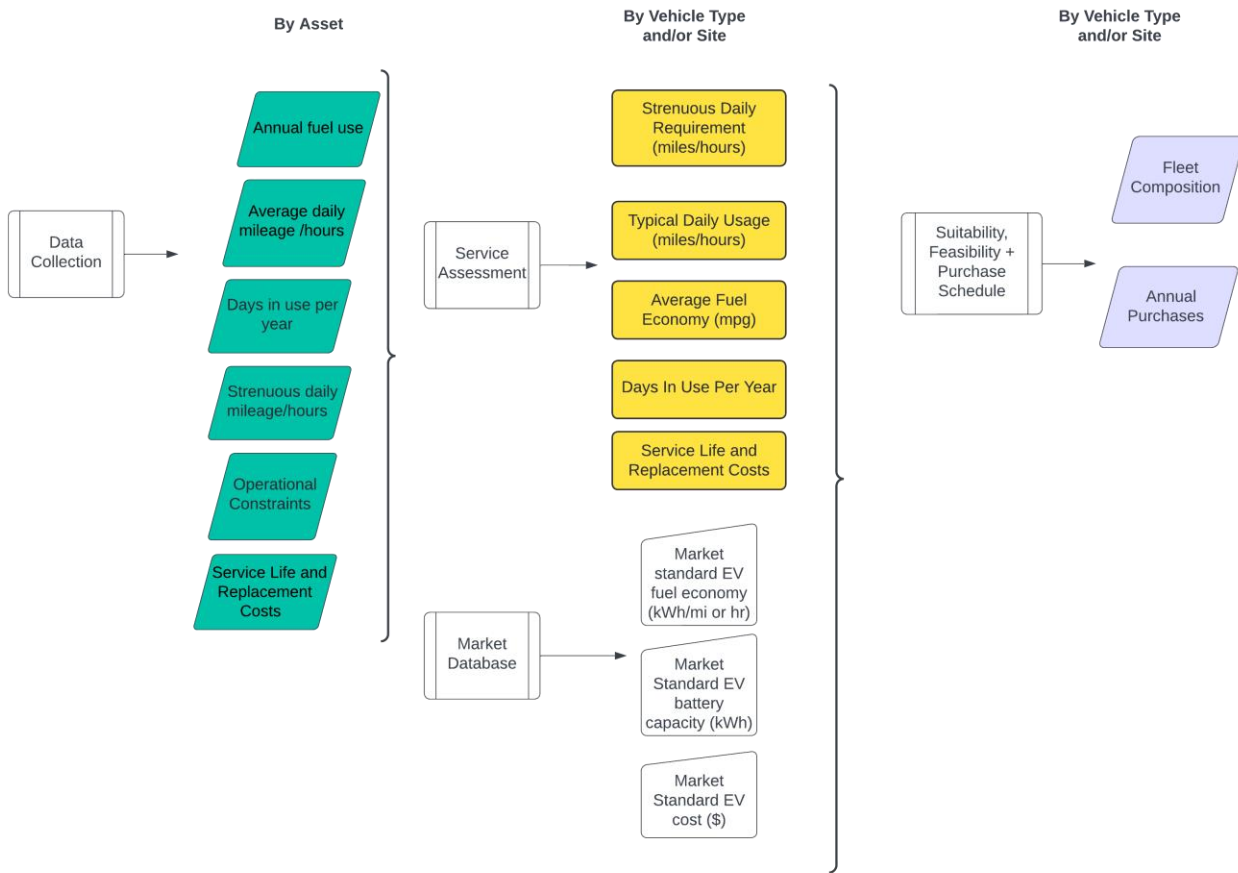 By Asset
By Vehicle Type
and/or Site
By Vehicle Type
and/or Site
Data
Collection
Annual fuel use
Average daily
mileage /hours
Days in use per
year
Strenuous daily
mileage/hours
Operational
Constraints
Service Life and
Replacement
Costs
Service
Assessment
Strenuous Daily
Requirement
(miles/hours)
Typical Daily Usage
(miles/hours)
Average Fuel
Economy (mpg)
Days In Use Per Year
Service Life and
Replacement Costs
Market
Database
Market
standard EV
fuel economy
(kWh/mi or hr)
Market
Standard EV
battery
capacity (kWh)
Market
Standard EV
cost ($)
Suitability,
Feasibility +
Purchase
Schedule
Fleet
Composition
Annual
Purchases